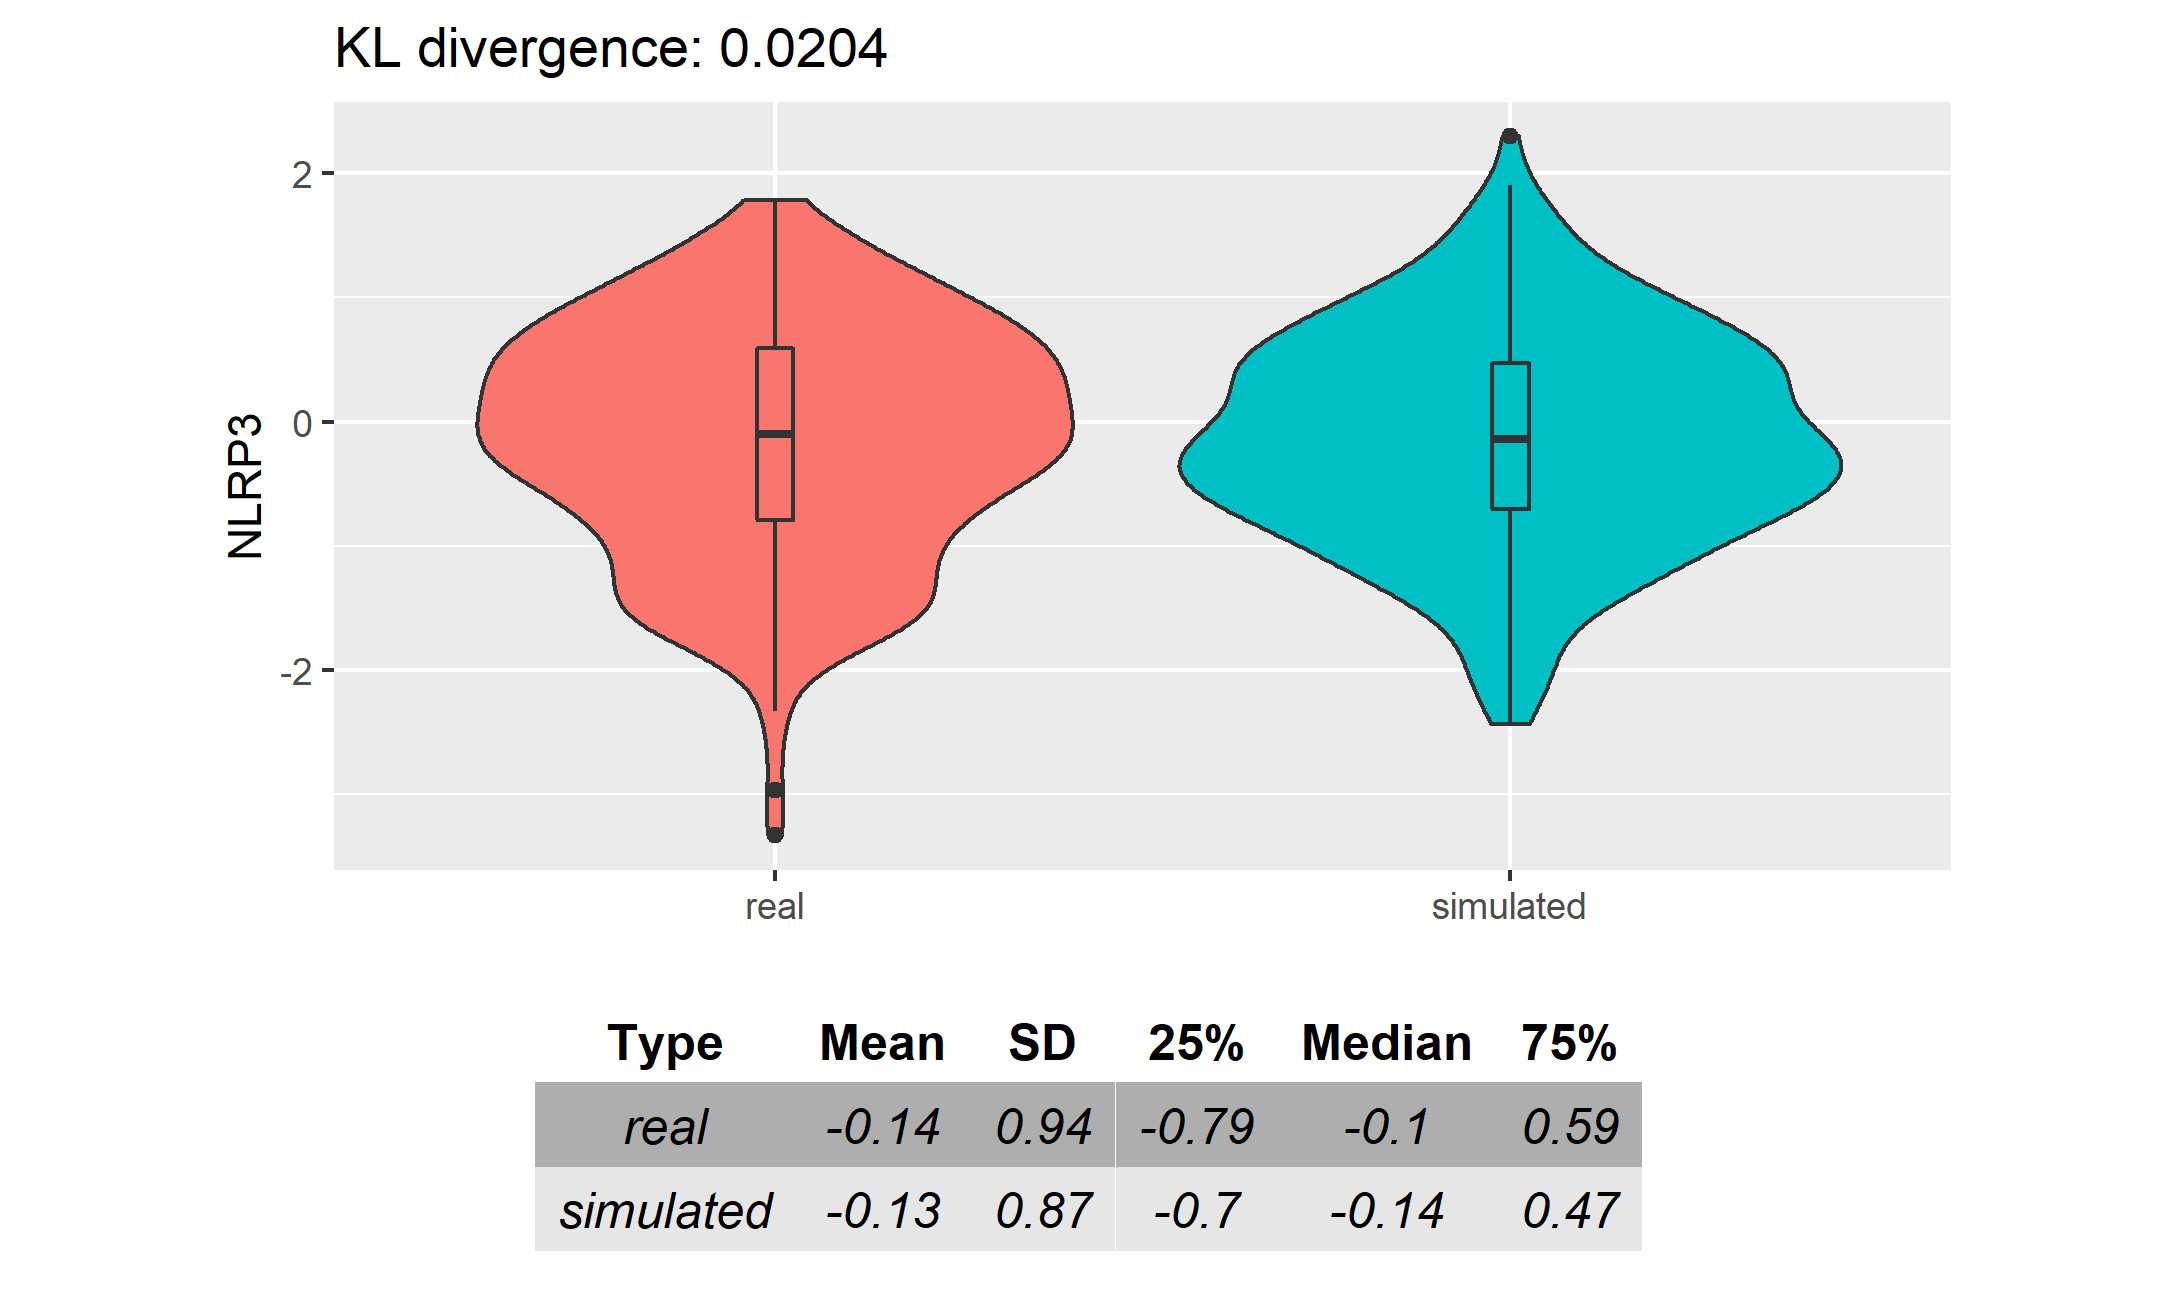 KL divergence: 0.0204
NLRP3
2
0
-2
real simulated
Type Mean SD 25% Median 75%
real -0.14 0.94 -0.79 -0.1 0.59
simulated -0.13 0.87 -0.7 -0.14 0.47